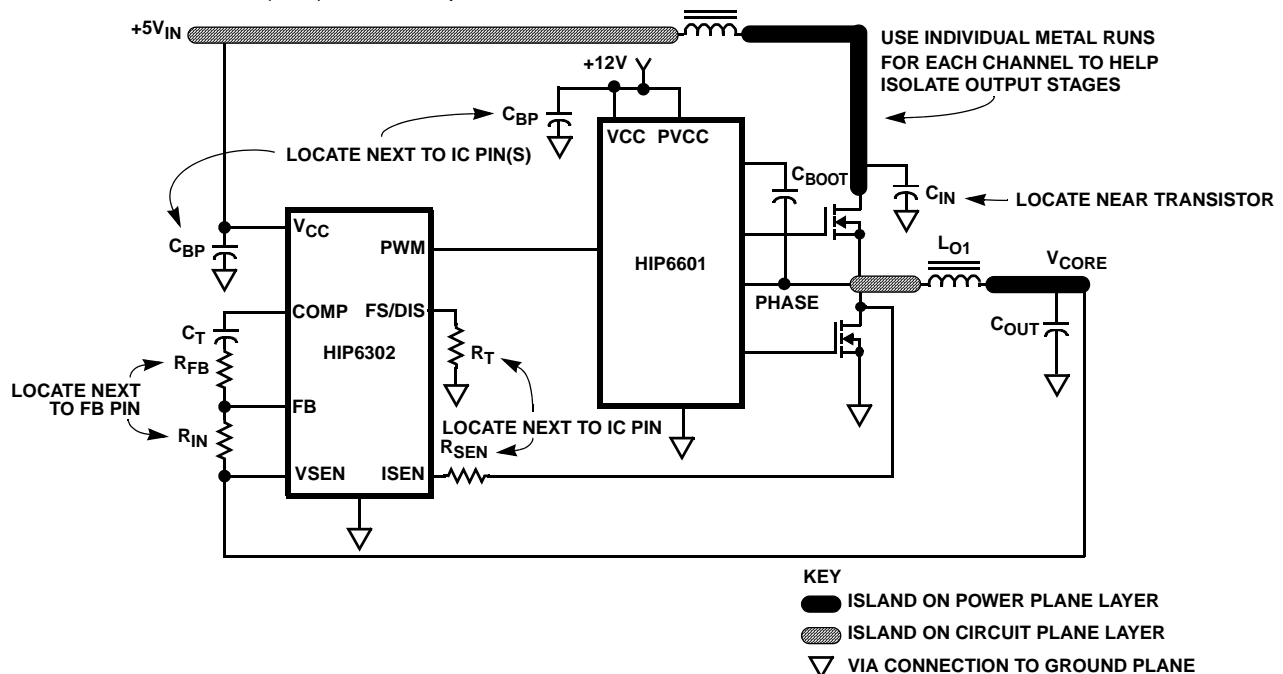 +5VIN
USE INDIVIDUAL METAL RUNS
FOR EACH CHANNEL TO HELP
ISOLATE OUTPUT STAGES
+12V
CBP
VCC PVCC
LOCATE NEXT TO IC PIN(S)
CBOOT
CIN
LOCATE NEAR TRANSISTOR
CBP
VCC
PWM
HIP6601
LO1
VCORE
PHASE
COUT
COMP
FS/DIS
CT
RFB
HIP6302
RT
LOCATE NEXT
TO FB PIN
FB
RIN
LOCATE NEXT TO IC PIN
RSEN
VSEN
ISEN
KEY
ISLAND ON POWER PLANE LAYER
ISLAND ON CIRCUIT PLANE LAYER
VIA CONNECTION TO GROUND PLANE